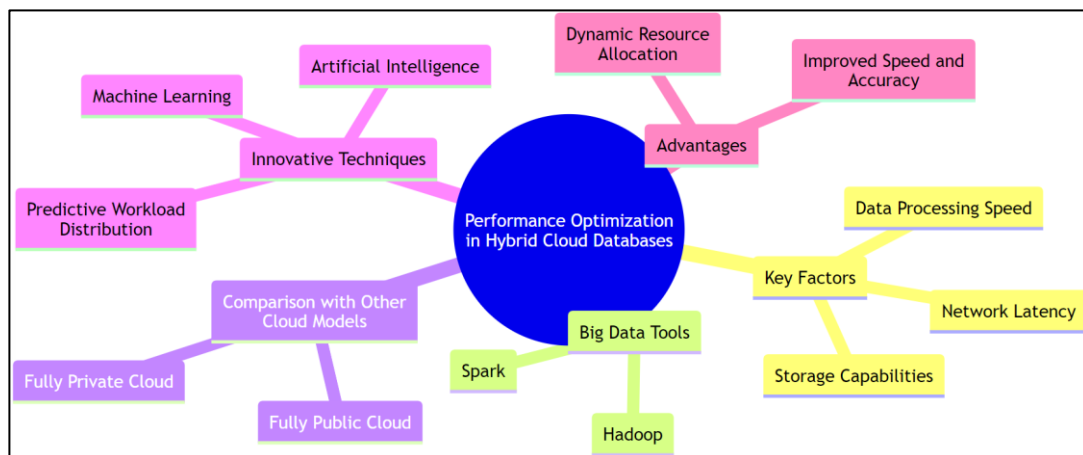 Dynamic Resource
Allocation
Artificial Intelligence
Improved Speed and
Accuracy
Machine Learning
Advantages
Innovative Techniques
Predictive Workload
Distribution
Performance Optimization
in Hybrid Cloud Databases
Data Processing Speed
Key Factors
Comparison with Other
Cloud Models
Network Latency
Big Data Tools
Spark
Storage Capabilities
Fully Private Cloud
Fully Public Cloud
Hadoop